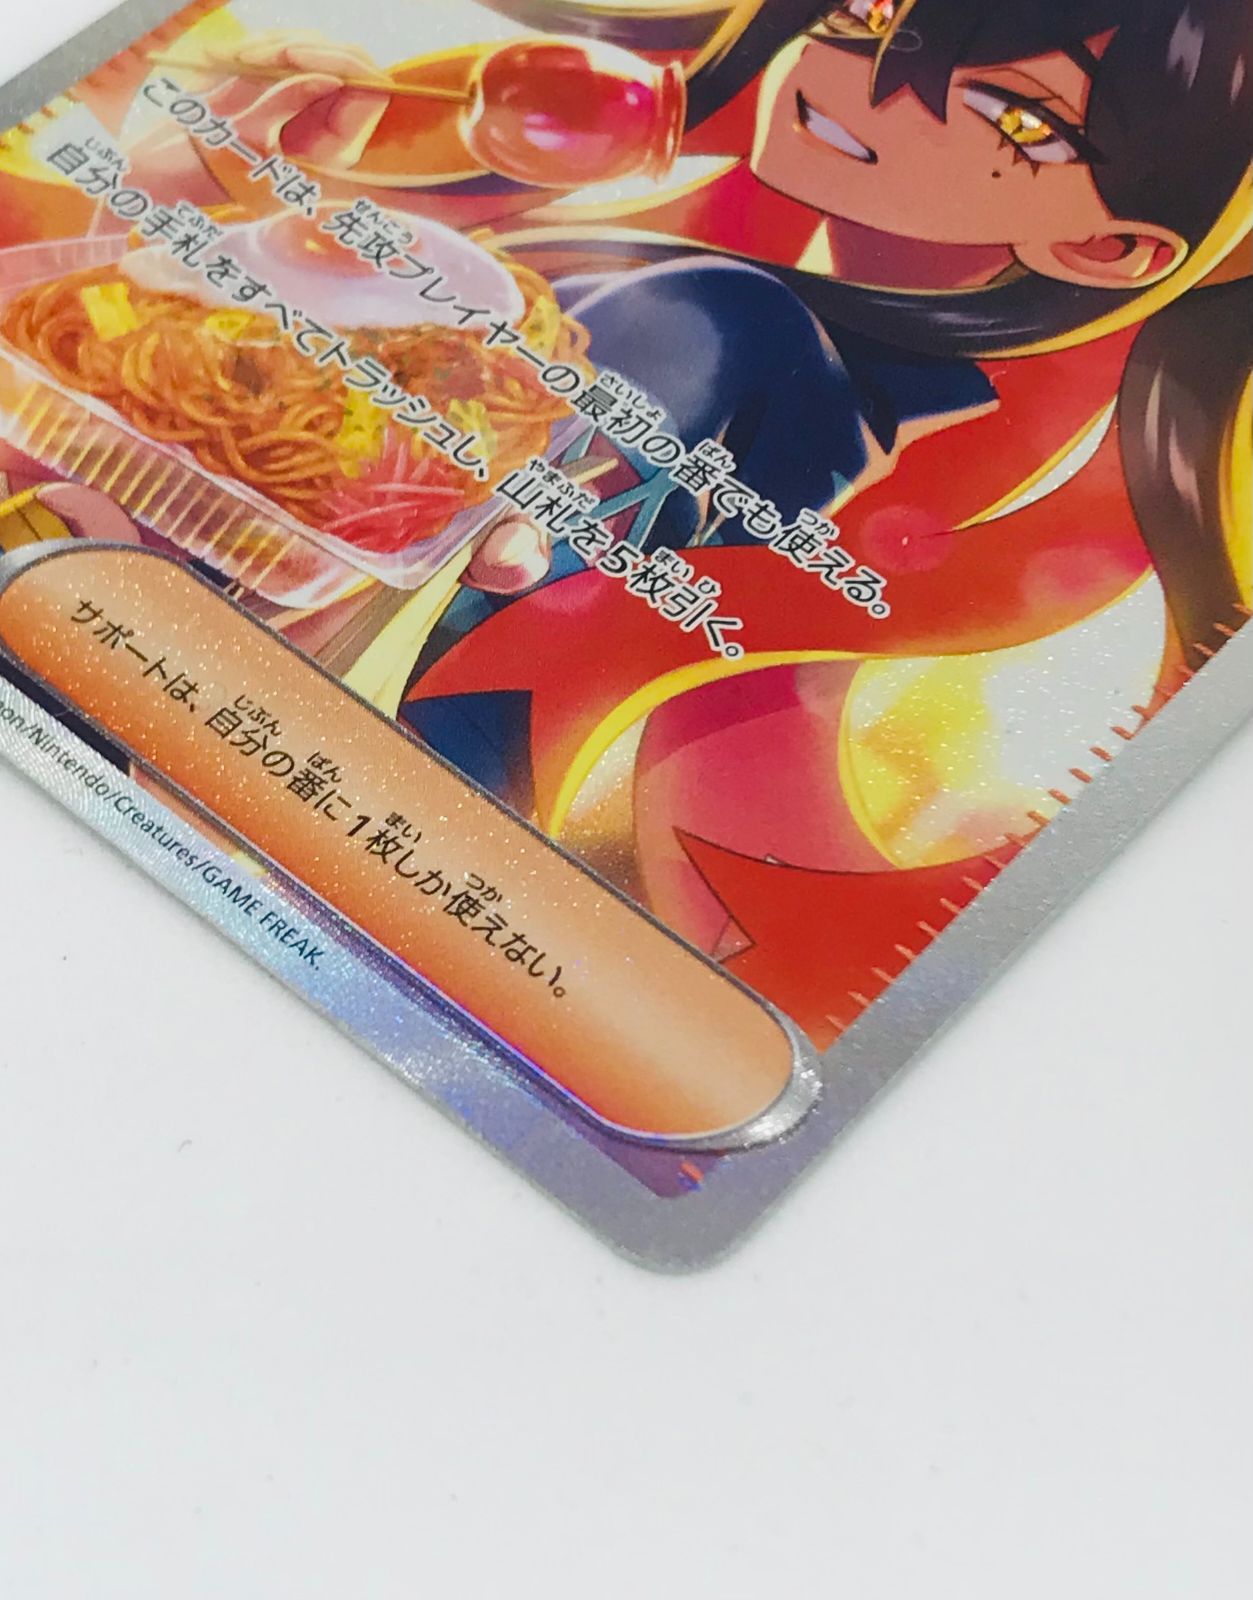 このカードは、先攻プレイヤーの最初の番でも使える。
自分の手札をすべてトラッシュし、山札を5枚引く。
サポートは、自分の番に1枚しか使えない。
mon/Nintendo/Creatures/GAME FREAK.